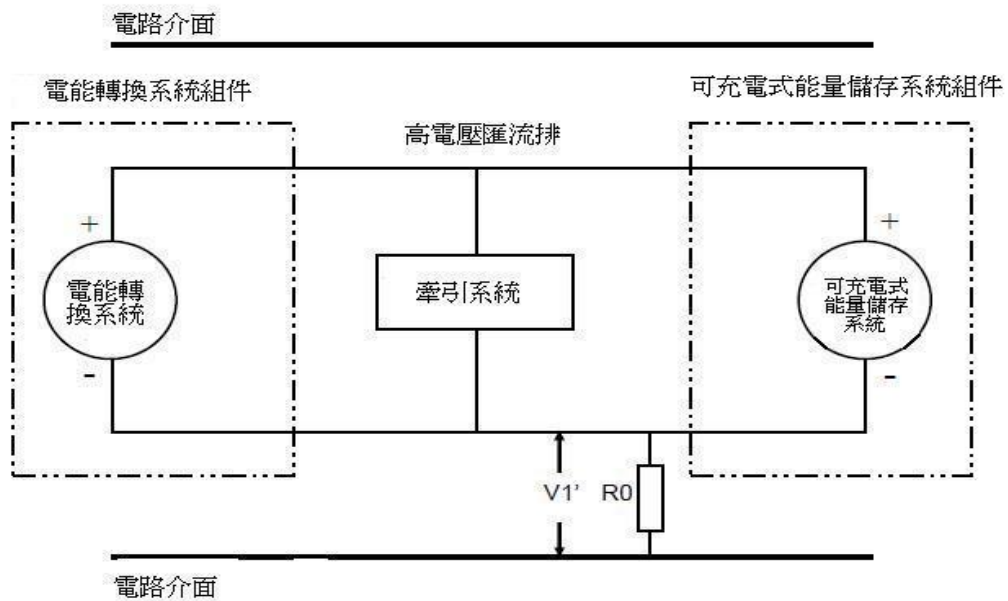 電路介面
電能轉換系統組件
可充電式能量儲存系統組件
高電壓匯流排
+
+
電能轉
換系統
牽引系統
可充電式
能量儲存
系統
-
-
V1'
R0
電路介面